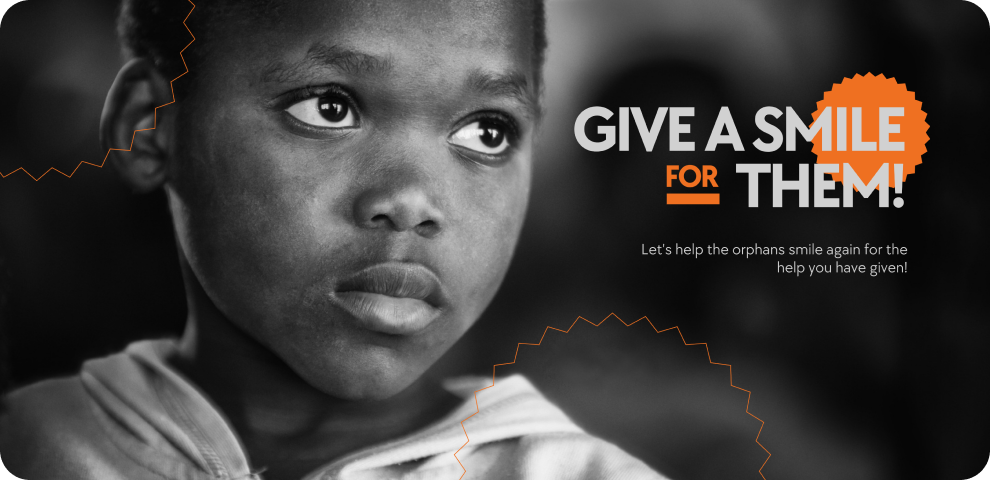 GIVE A SMILE
FOR THEM!
Let's help the orphans smile again for the
help you have given!